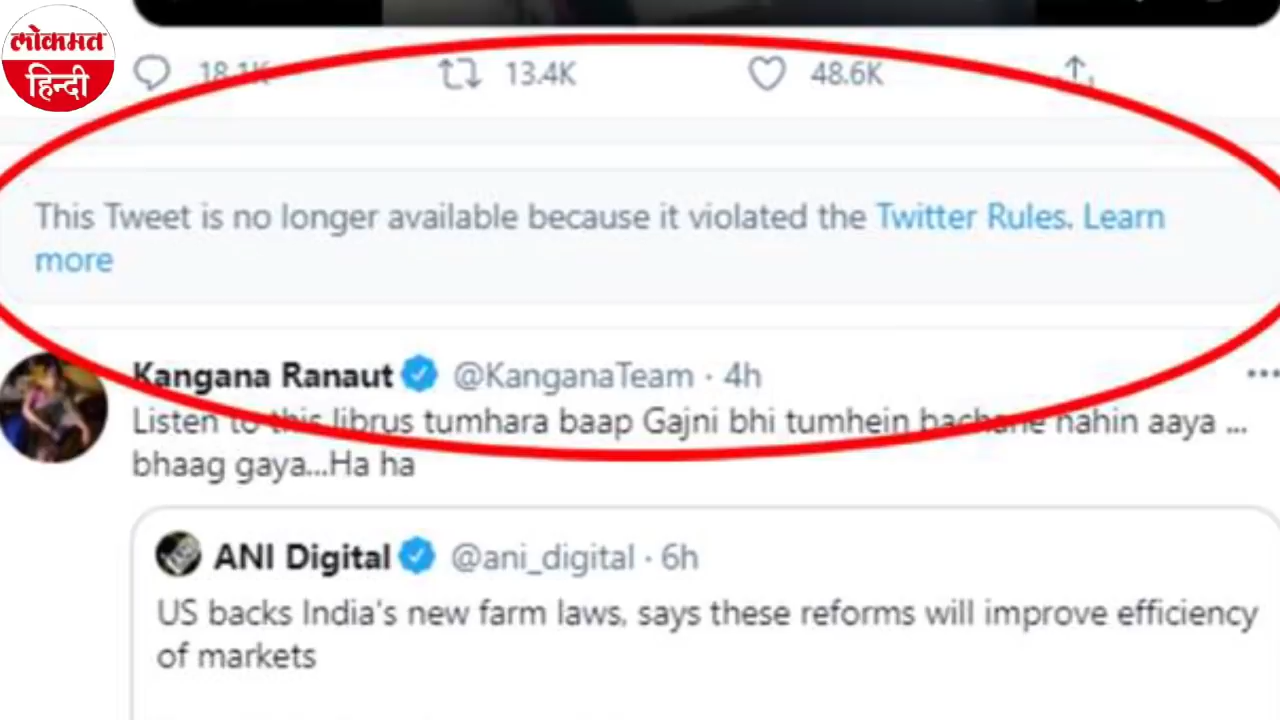 लोकमत
हिन्दी
18.1K 13.4K 48.6K
This Tweet is no longer available because it violated the Twitter Rules. Learn
more
Kangana Ranaut @KanganaTeam · 4h
Listen to this librus tumhara baap Gajni bhi tumhein bachane nahin aaya ...
bhaag gaya...Ha ha
ANI Digital @ani_digital · 6h
US backs India's new farm laws, says these reforms will improve efficiency
of markets